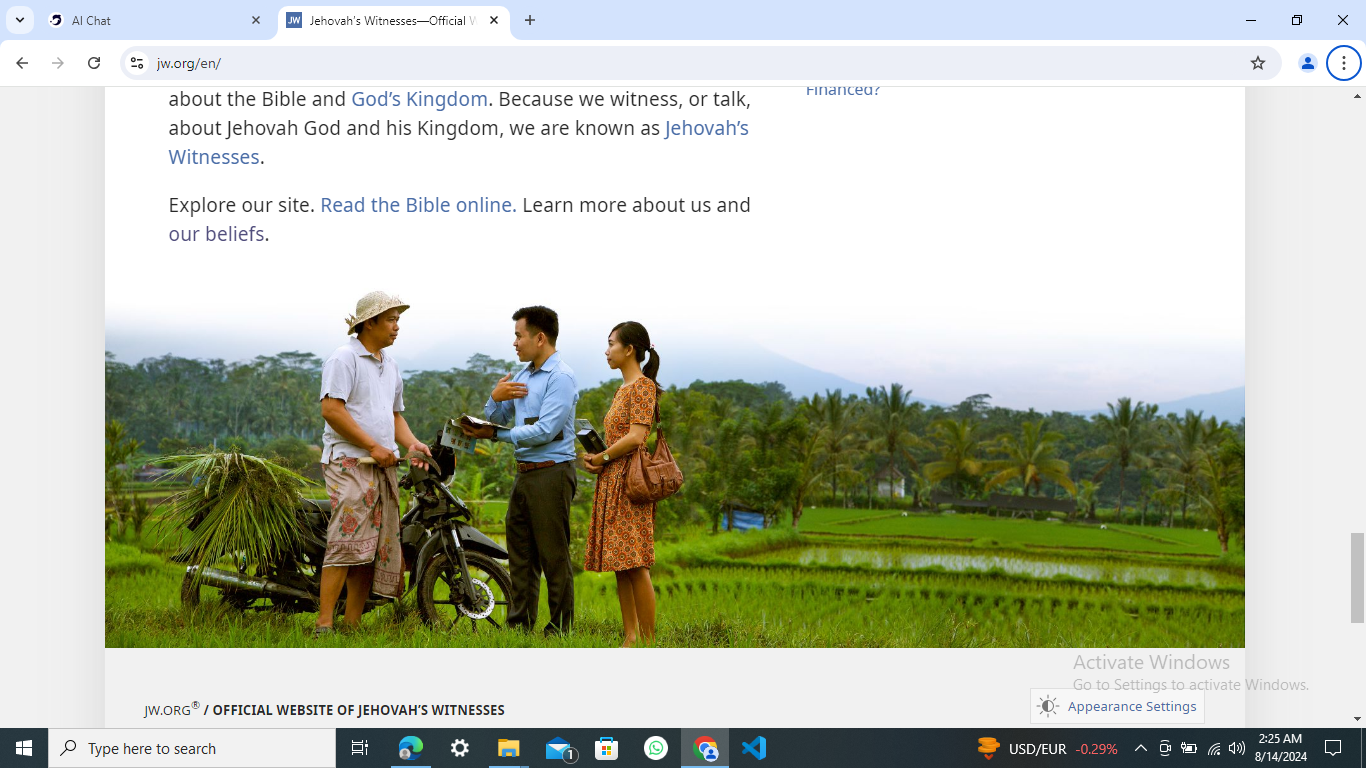 AI Chat
JW
Jehovah's Witnesses—Official W
jw.org/en/
about the Bible and God's Kingdom. Because we witness, or talk,
about Jehovah God and his Kingdom, we are known as Jehovah's
Witnesses.
Financed?
Explore our site. Read the Bible online. Learn more about us and
our beliefs.
Activate Windows
Go to Settings to activate Windows.
Appearance Settings
JW.ORG® / OFFICIAL WEBSITE OF JEHOVAH'S WITNESSES
Type here to search
1
USD/EUR -0.29%
2:25 AM
8/14/2024